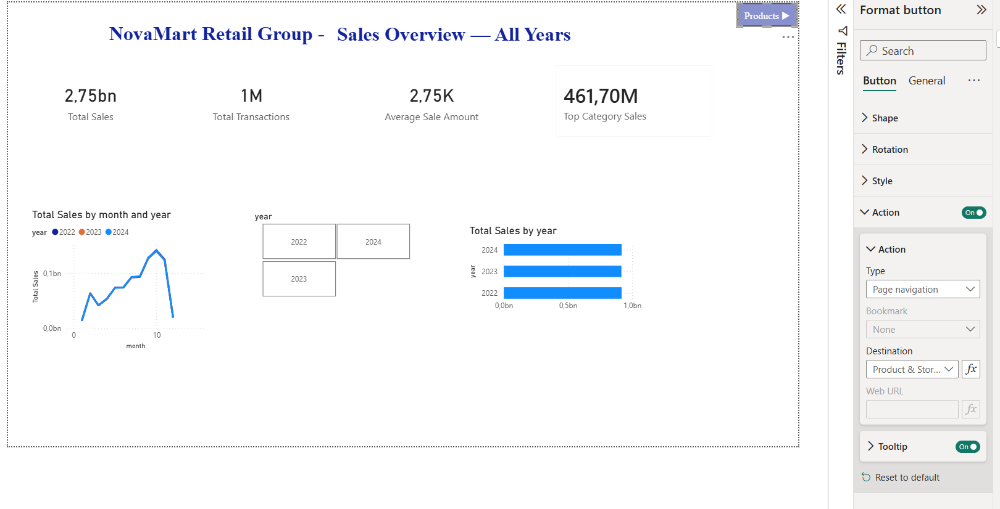 Products ▶
NovaMart Retail Group - Sales Overview — All Years
2,75bn
Total Sales
1M
Total Transactions
2,75K
Average Sale Amount
461,70M
Top Category Sales
Total Sales by month and year
year 2022 2023 2024
Total Sales
0,1bn
0,0bn
0
10
month
year
2022
2024
2023
Total Sales by year
year
2024
2023
2022
0,0bn
0,5bn
1,0bn
Filters
Format button
Search
Button General
Shape
Rotation
Style
Action On
Action
Type
Page navigation
Bookmark
None
Destination
Product & Stor... fx
Web URL
fx
Tooltip On
Reset to default